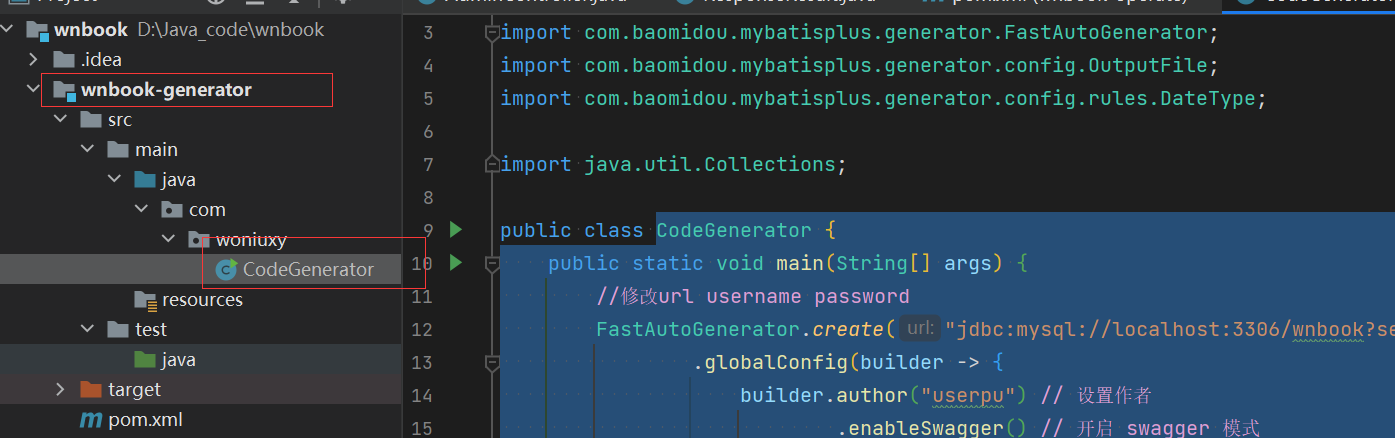 wnbook D:\Java_code\wnbook
.idea
wnbook-generator
src
main
java
com
woniuxy
CodeGenerator
resources
test
java
target
pom.xml
3 import com.baomidou.mybatisplus.generator.FastAutoGenerator;
4 import com.baomidou.mybatisplus.generator.config.OutputFile;
5 import com.baomidou.mybatisplus.generator.config.rules.DateType;
6
7 import java.util.Collections;
8
9 public class CodeGenerator {
10 public static void main(String[] args) {
11 //修改url username password
12 FastAutoGenerator.create( url: "jdbc:mysql://localhost:3306/wnbook?se
13 .globalConfig(builder -> {
14 builder.author("userpu") // 设置作者
15 .enableSwagger() // 开启 swagger 模式